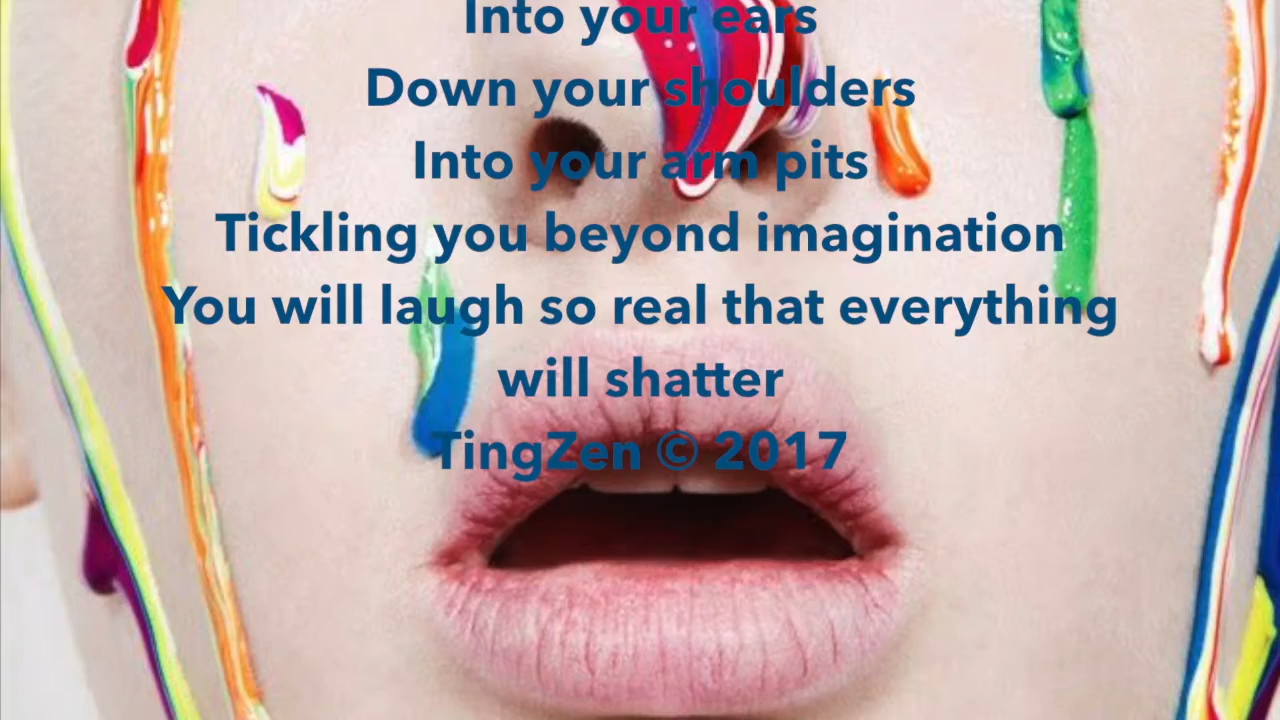 Into your ears
Down your shoulders
Into your arm pits
Tickling you beyond imagination
You will laugh so real that everything
will shatter
TingZen © 2017